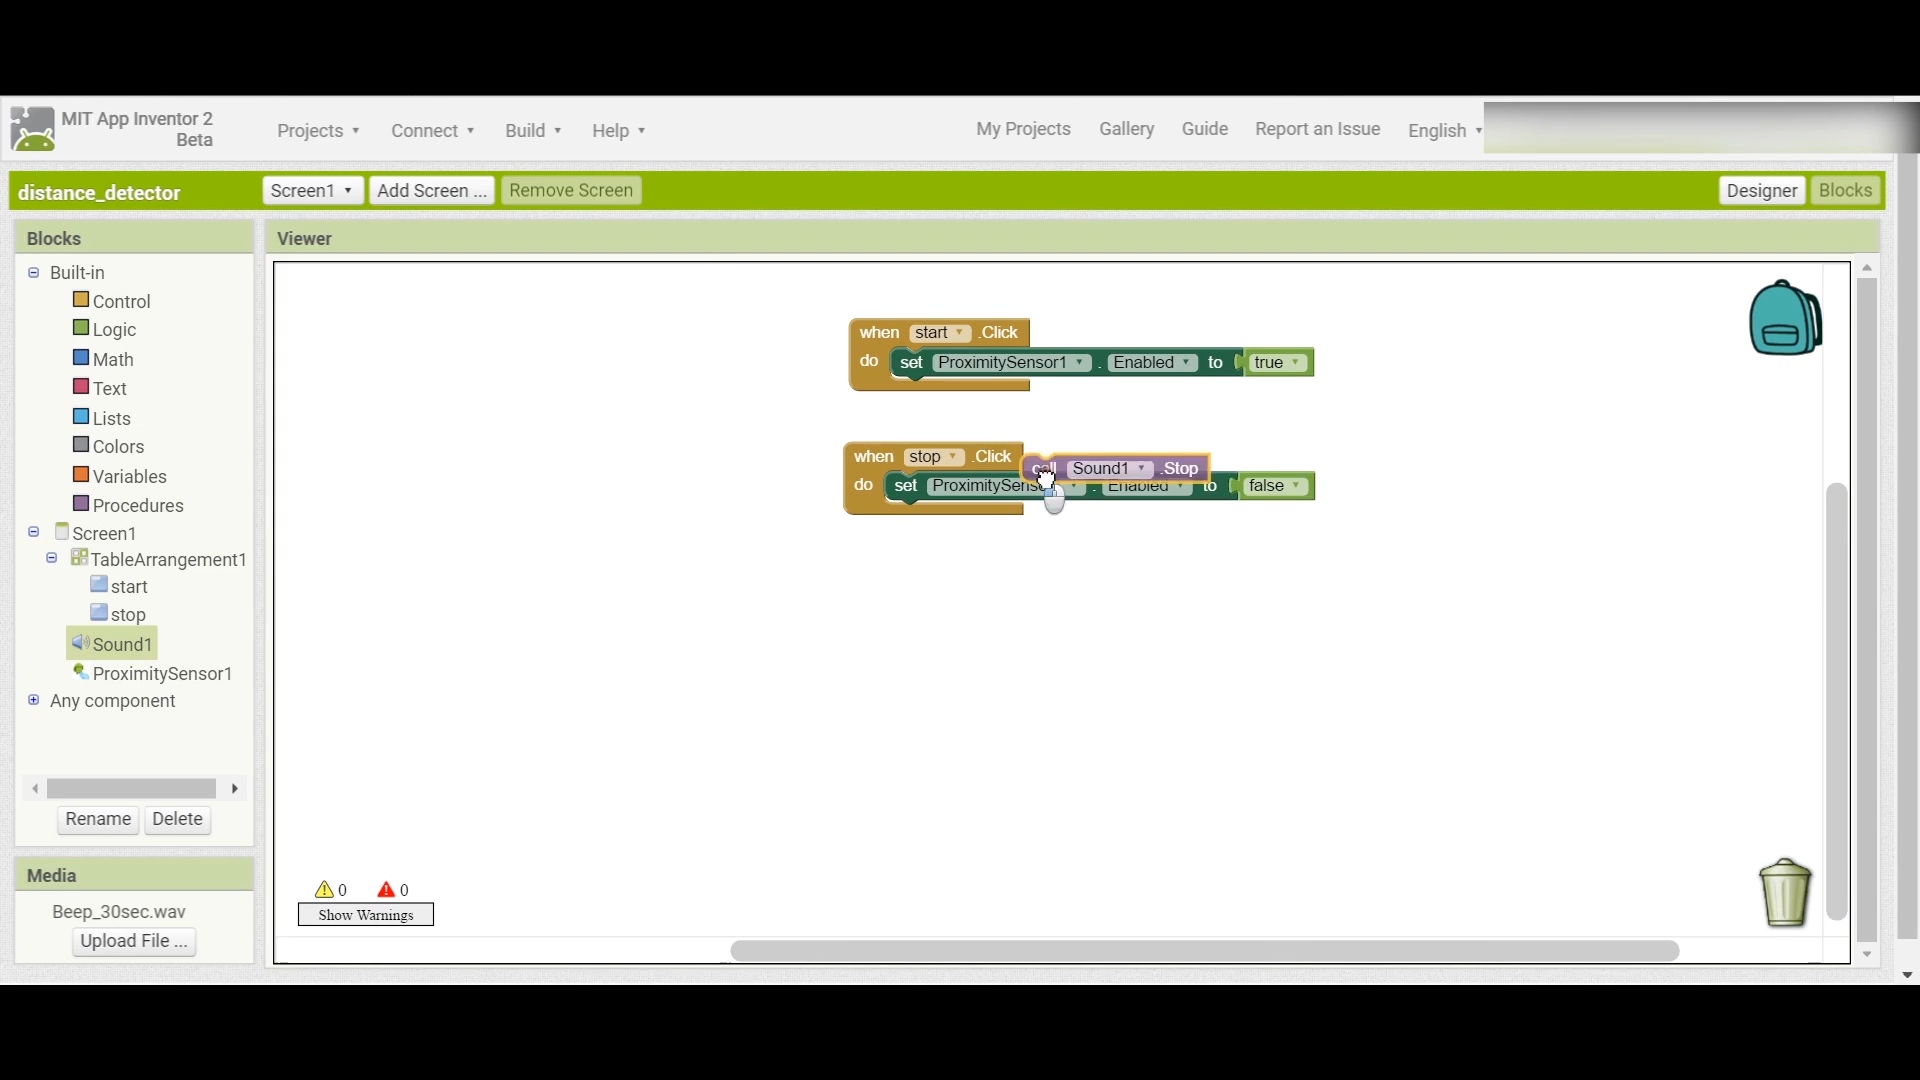 MIT App Inventor 2
Beta
Projects Connect Build Help My Projects Gallery Guide Report an Issue English
distance_detector Screen1 Add Screen ... Remove Screen Designer Blocks
Blocks
Viewer
Built-in
Control
Logic
Math
Text
Lists
Colors
Variables
Procedures
Screen1
TableArrangement1
start
stop
Sound1
ProximitySensor1
Any component
Rename Delete
Media
Beep_30sec.wav
Upload File ...
when start .Click
do set ProximitySensor1 . Enabled to true
when stop .Click
call Sound1 .Stop
do set . Enabled to false
0 0
Show Warnings